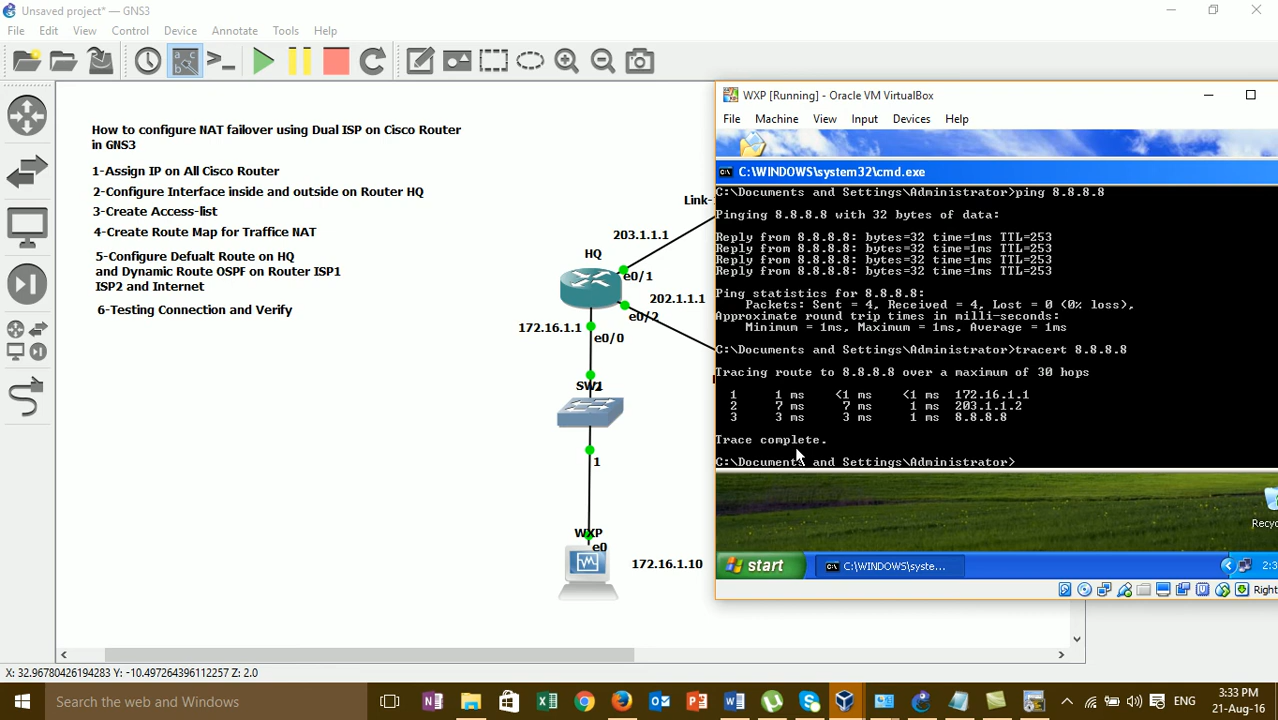 Unsaved project* — GNS3
File Edit View Control Device Annotate Tools Help
How to configure NAT failover using Dual ISP on Cisco Router
in GNS3
1-Assign IP on All Cisco Router
2-Configure Interface inside and outside on Router HQ
3-Create Access-list
4-Create Route Map for Traffice NAT
5-Configure Defualt Route on HQ
and Dynamic Route OSPF on Router ISP1
ISP2 and Internet
6-Testing Connection and Verify
Link-
203.1.1.1
HQ
e0/1
202.1.1.1
e0/2
172.16.1.1
e0/0
SW1
1
WXP
e0
172.16.1.10
WXP [Running] - Oracle VM VirtualBox
File Machine View Input Devices Help
C:\WINDOWS\system32\cmd.exe
C:\Documents and Settings\Administrator>ping 8.8.8.8
Pinging 8.8.8.8 with 32 bytes of data:
Reply from 8.8.8.8: bytes=32 time=1ms TTL=253
Reply from 8.8.8.8: bytes=32 time=1ms TTL=253
Reply from 8.8.8.8: bytes=32 time=1ms TTL=253
Reply from 8.8.8.8: bytes=32 time=1ms TTL=253
Ping statistics for 8.8.8.8:
Packets: Sent = 4, Received = 4, Lost = 0 (0% loss),
Approximate round trip times in milli-seconds:
Minimum = 1ms, Maximum = 1ms, Average = 1ms
C:\Documents and Settings\Administrator>tracert 8.8.8.8
Tracing route to 8.8.8.8 over a maximum of 30 hops
1 1 ms <1 ms <1 ms 172.16.1.1
2 7 ms 7 ms 1 ms 203.1.1.2
3 3 ms 3 ms 1 ms 8.8.8.8
Trace complete.
C:\Documents and Settings\Administrator>
Recyc
start C:\WINDOWS\syste... 2:3
Right
X: 32.96780426194283 Y: -10.497264396112257 Z: 2.0
Search the web and Windows
ENG
3:33 PM
21-Aug-16